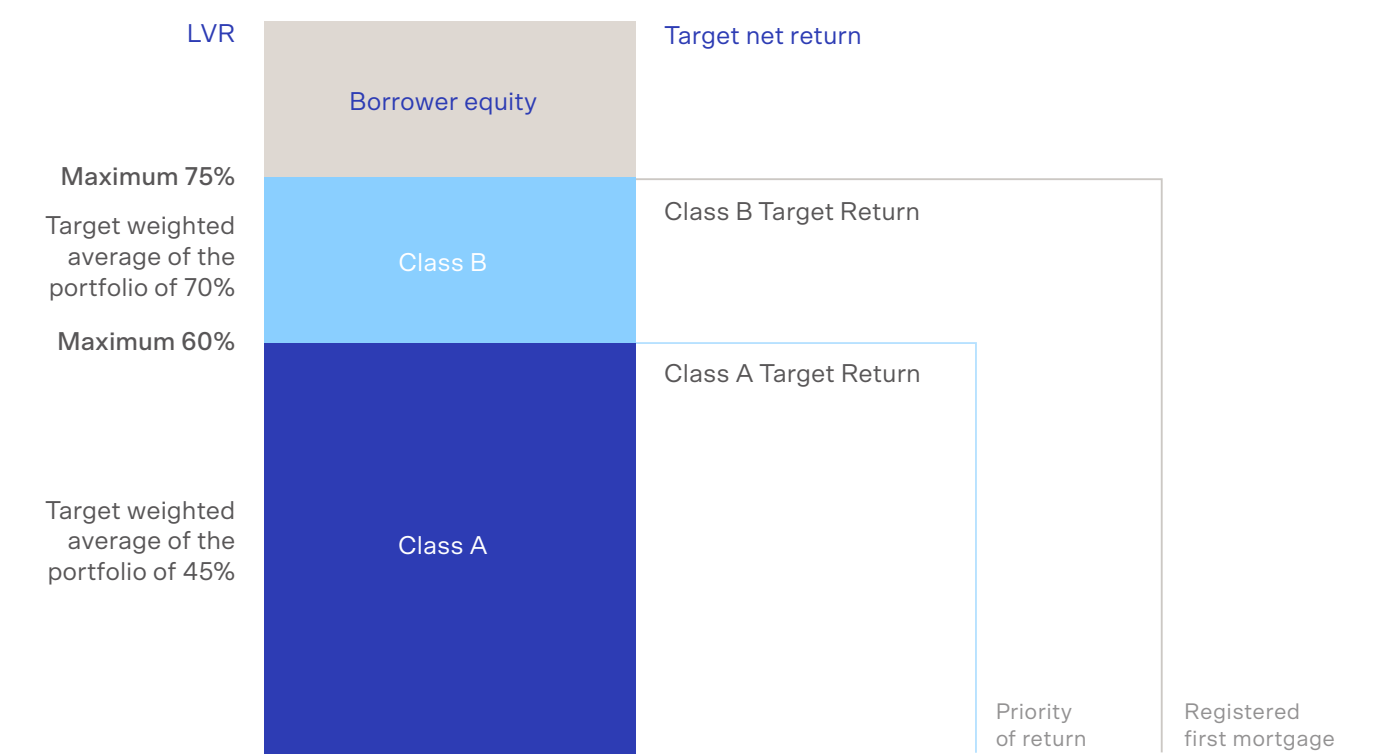 LVR
Target net return
Borrower equity
Maximum 75%
Class B Target Return
Target weighted
average of the
portfolio of 70%
Class B
Maximum 60%
Class A Target Return
Target weighted
average of the
portfolio of 45%
Class A
Priority
of return
Registered
first mortgage